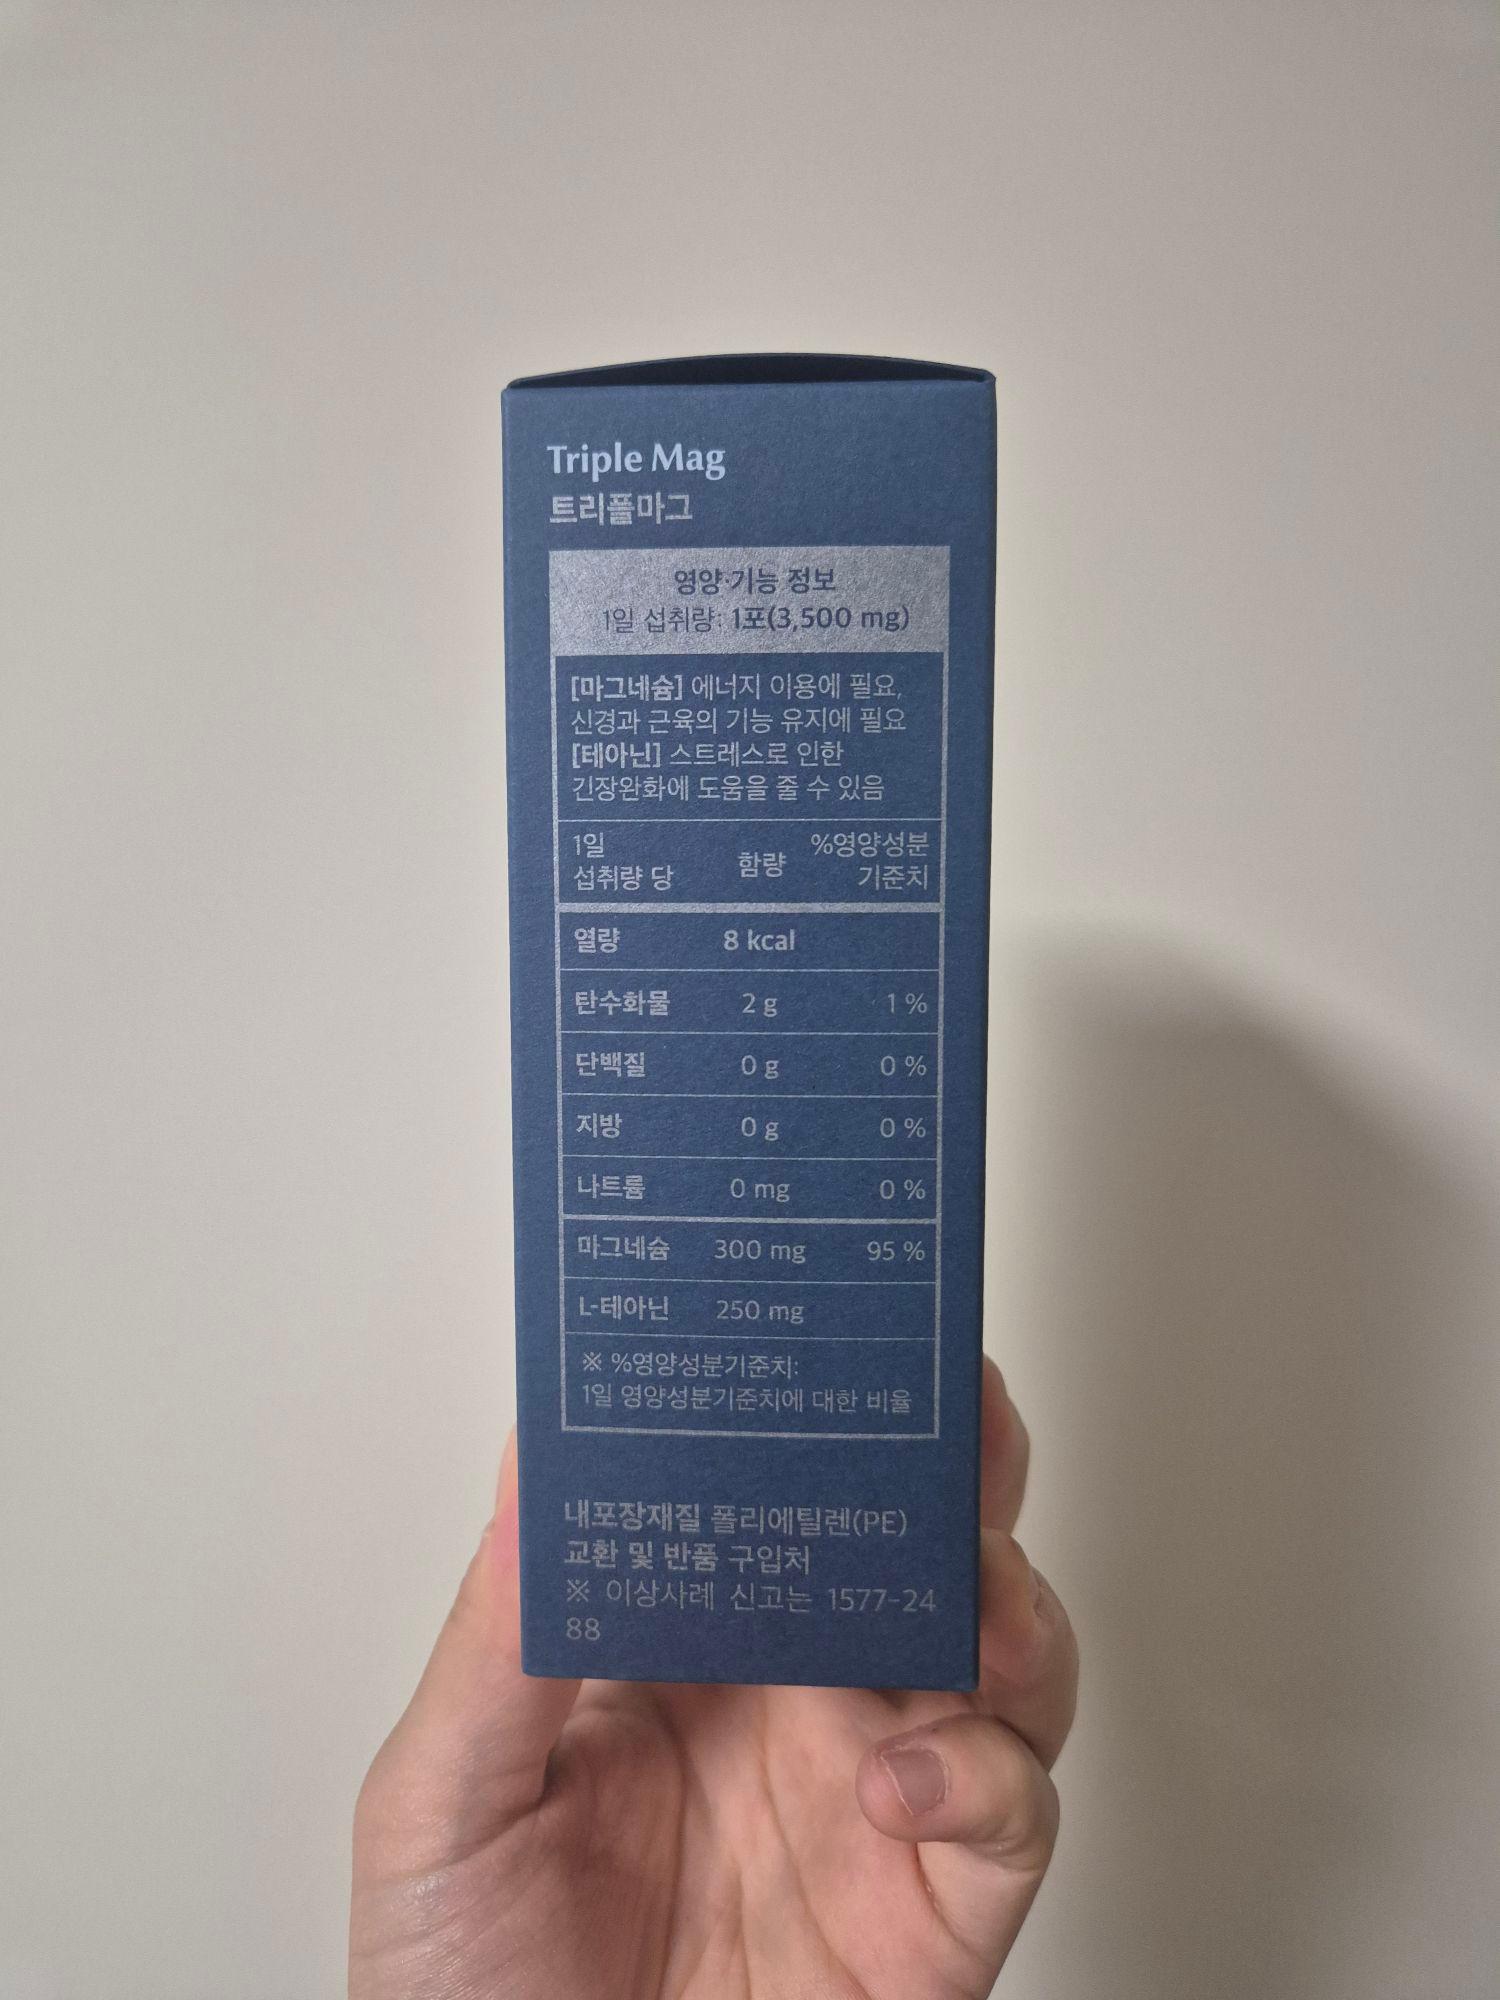 Triple Mag
트리플마그
영양·기능 정보
1일 섭취량: 1포(3,500 mg)
[마그네슘] 에너지 이용에 필요,
신경과 근육의 기능 유지에 필요
[테아닌] 스트레스로 인한
긴장완화에 도움을 줄 수 있음
1일 섭취량 당 함량 %영양성분 기준치
열량 8 kcal
탄수화물 2 g 1 %
단백질 0 g 0 %
지방 0 g 0 %
나트륨 0 mg 0 %
마그네슘 300 mg 95 %
L-테아닌 250 mg
※ %영양성분기준치:
1일 영양성분기준치에 대한 비율
내포장재질 폴리에틸렌(PE)
교환 및 반품 구입처
※ 이상사례 신고는 1577-24
88